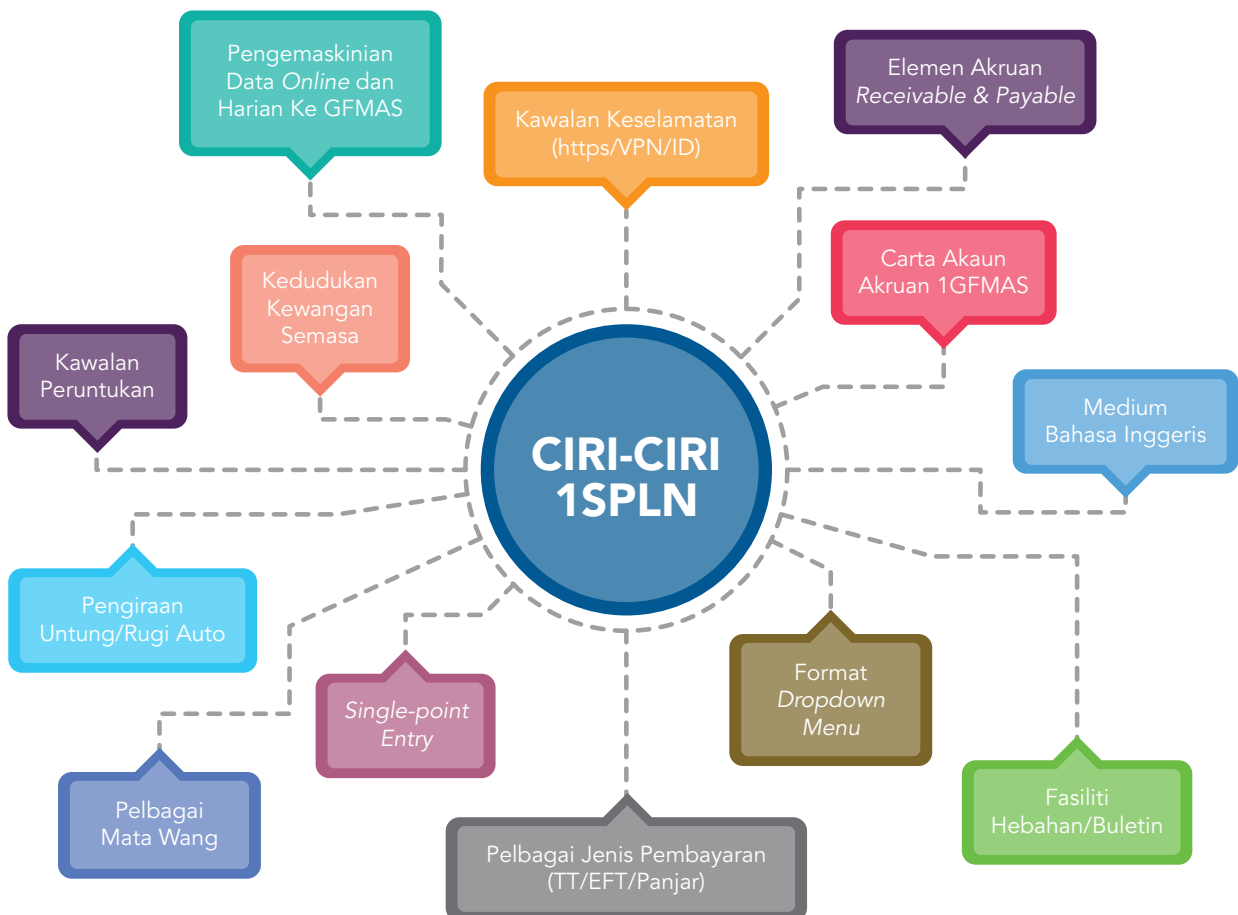 Pengemaskinian
Data Online dan
Harian Ke GFMAS
Kawalan Keselamatan
(https/VPN/ID)
Elemen Akruan
Receivable & Payable
Kedudukan
Kewangan
Semasa
Carta Akaun
Akruan 1GFMAS
Kawalan
Peruntukan
Medium
Bahasa Inggeris
CIRI-CIRI
1SPLN
Pengiraan
Untung/Rugi Auto
Single-point
Entry
Format
Dropdown
Menu
Pelbagai
Mata Wang
Pelbagai Jenis Pembayaran
(TT/EFT/Panjar)
Fasiliti
Hebahan/Buletin